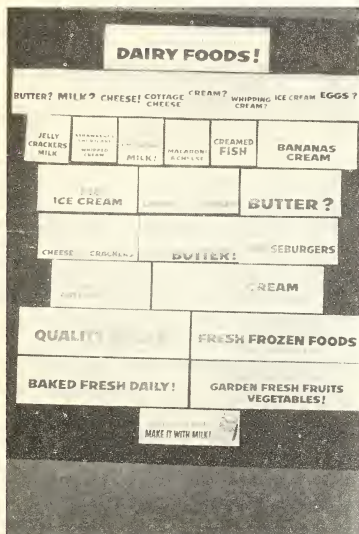 DAIRY FOODS!
BUTTER? MILK? CHEESE! COTTAGE CHEESE CREAM? WHIPPING CREAM? ICE CREAM EGGS?
JELLY CRACKERS MILK
WHIPPED CREAM
MILK!
MACARONI & CHEESE
CREAMED FISH
BANANAS CREAM
ICE CREAM
BUTTER?
CHEESE CRACKERS
BUTTER!
SEBURGERS
CREAM
QUALITY
FRESH FROZEN FOODS
BAKED FRESH DAILY!
GARDEN FRESH FRUITS
VEGETABLES!
MAKE IT WITH MILK!